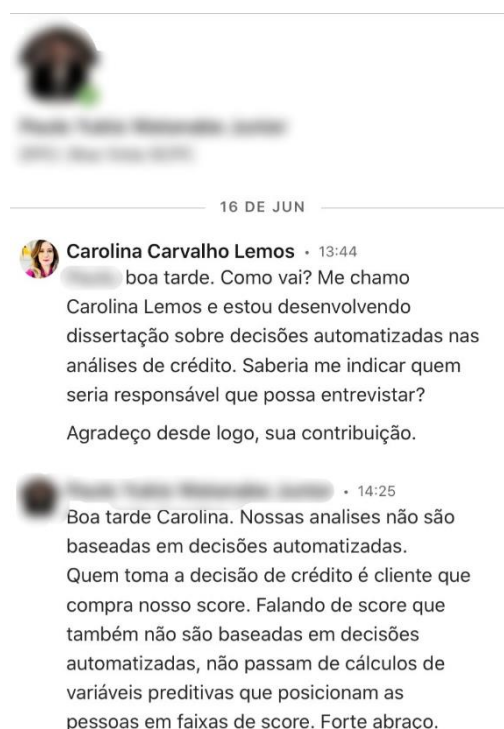 16 DE JUN
Carolina Carvalho Lemos • 13:44
boa tarde. Como vai? Me chamo
Carolina Lemos e estou desenvolvendo
dissertação sobre decisões automatizadas nas
análises de crédito. Saberia me indicar quem
seria responsável que possa entrevistar?
Agradeço desde logo, sua contribuição.
• 14:25
Boa tarde Carolina. Nossas analises não são
baseadas em decisões automatizadas.
Quem toma a decisão de crédito é cliente que
compra nosso score. Falando de score que
também não são baseadas em decisões
automatizadas, não passam de cálculos de
variáveis preditivas que posicionam as
pessoas em faixas de score. Forte abraço.